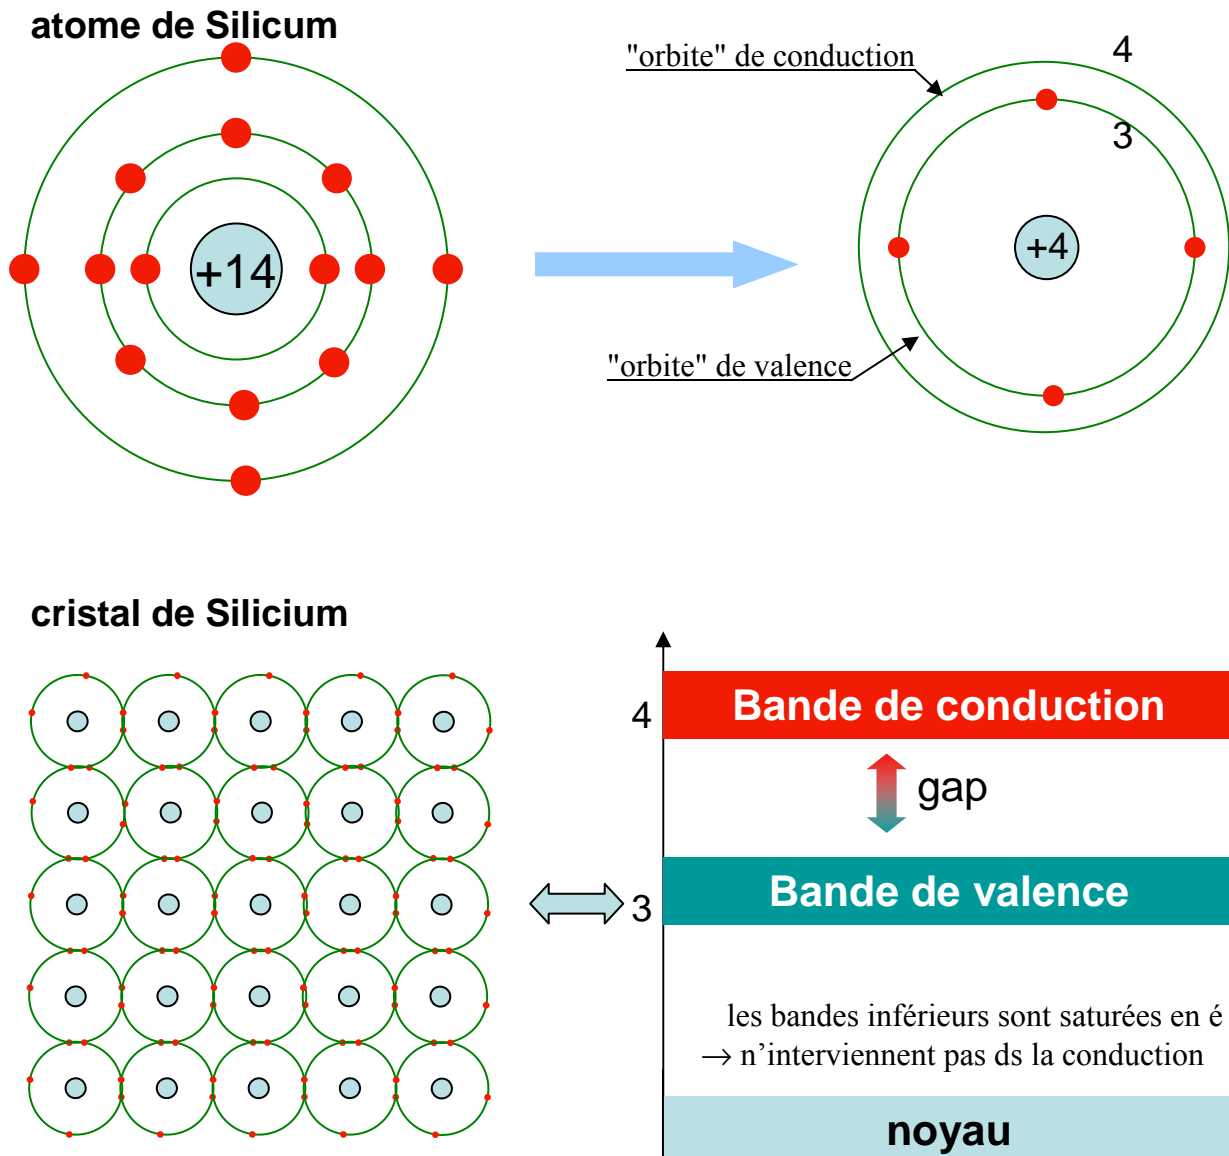 atome de Silicum
+14
"orbite" de conduction
4
3
+4
"orbite" de valence
cristal de Silicium
4
Bande de conduction
gap
3
Bande de valence
les bandes inférieurs sont saturées en é
→ n’interviennent pas ds la conduction
noyau